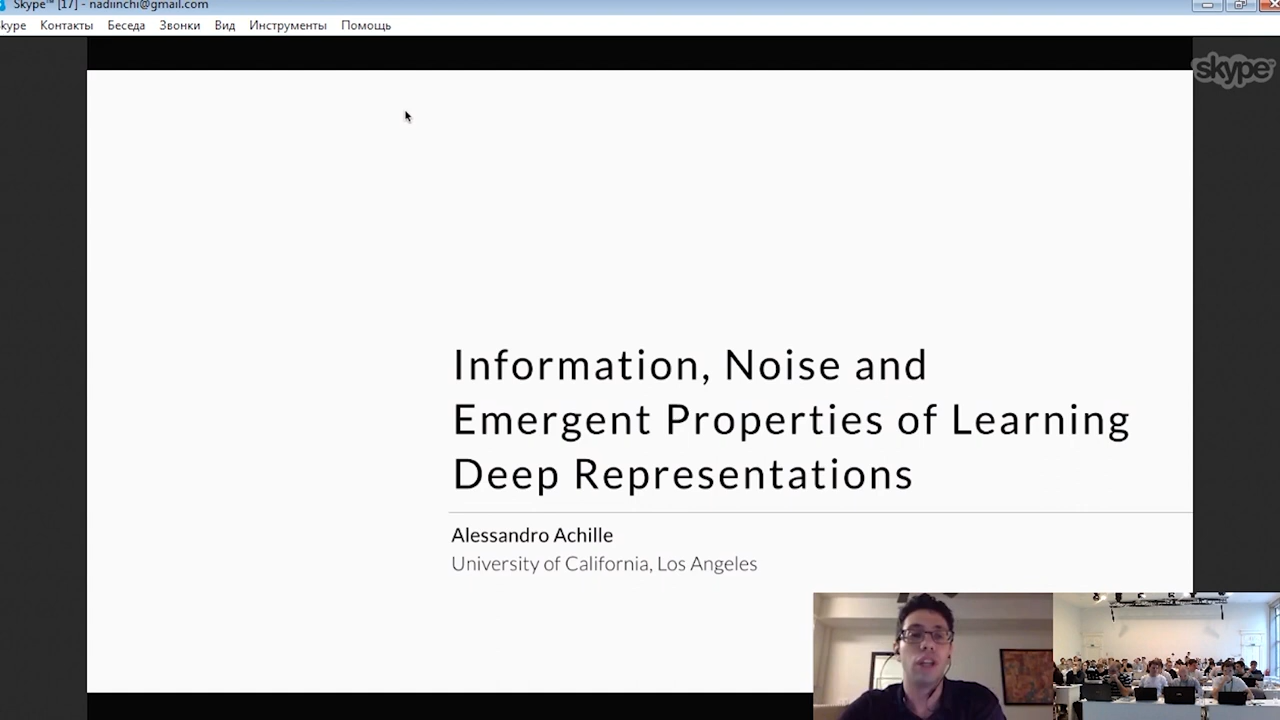 Skype™ [17] - nadiinchi@gmail.com
Контакты Беседа Звонки Вид Инструменты Помощь
skype
Information, Noise and
Emergent Properties of Learning
Deep Representations
Alessandro Achille
University of California, Los Angeles